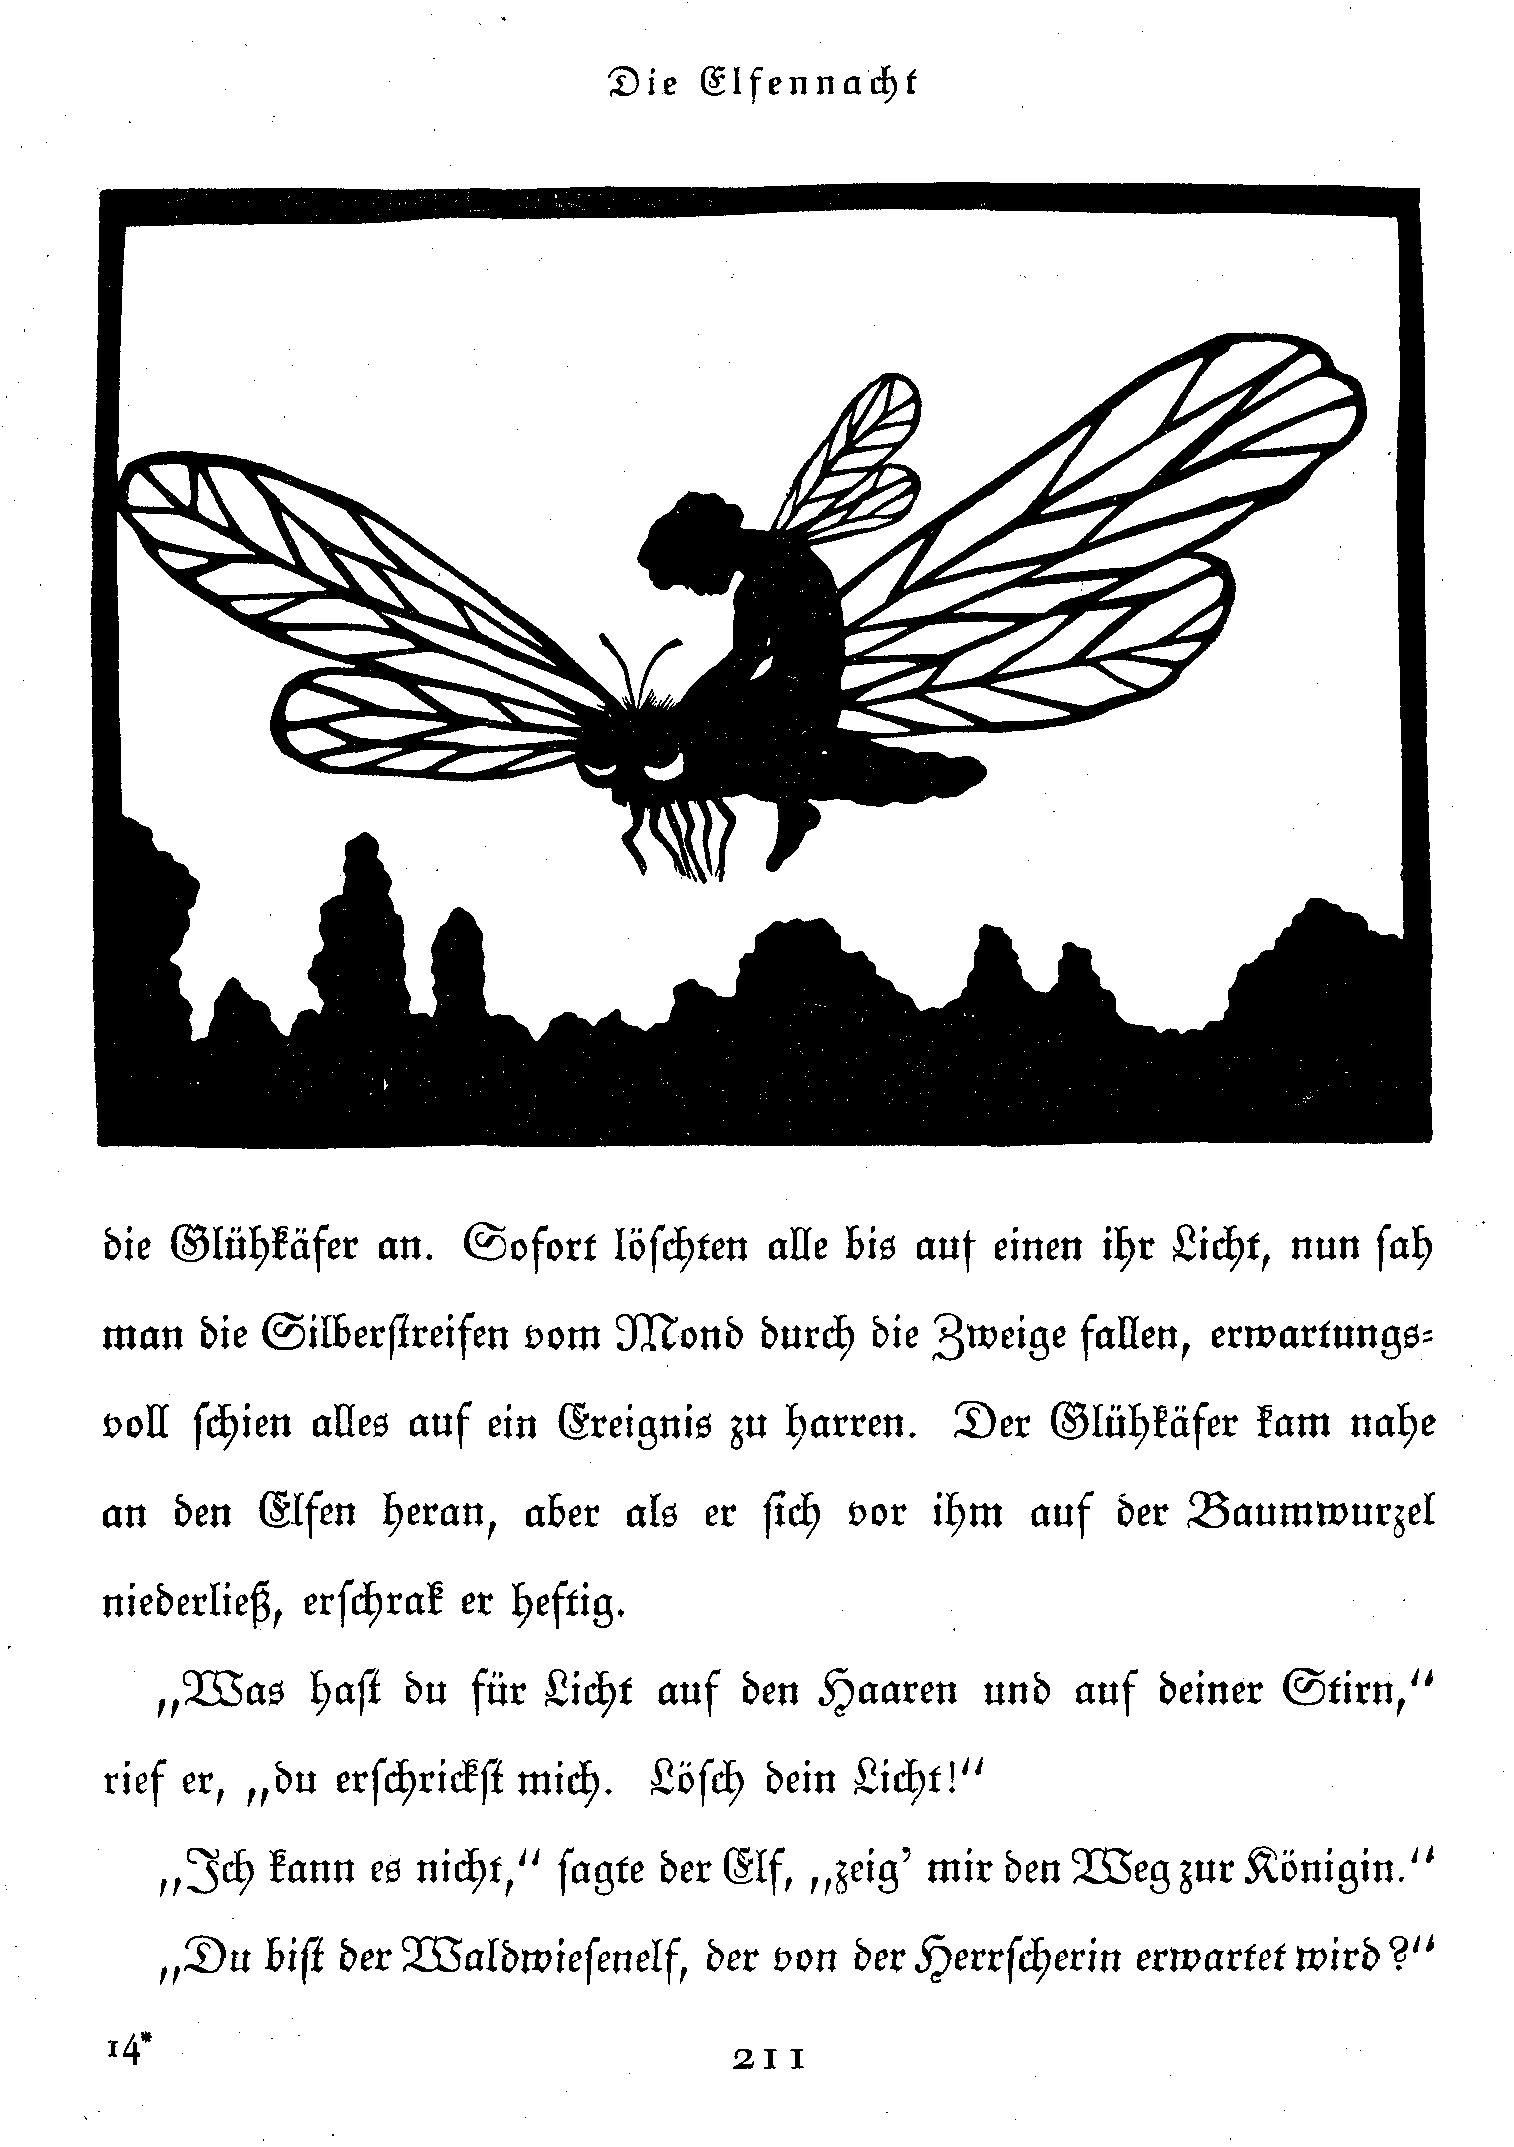 Die Elfennacht
die Glühkäfer an. Sofort löschten alle bis auf einen ihr Licht, nun sah
man die Silberstreifen vom Mond durch die Zweige fallen, erwartungs⸗
voll schien alles auf ein Ereignis zu harren. Der Glühkäfer kam nahe
an den Elfen heran, aber als er sich vor ihm auf der Baumwurzel
niederließ, erschrak er heftig.
„Was hast du für Licht auf den Haaren und auf deiner Stirn,“
rief er, „du erschrickst mich. Lösch dein Licht!“
„Ich kann es nicht,“ sagte der Elf, „zeig’ mir den Weg zur Königin.“
„Du bist der Waldwiesenelf, der von der Herrscherin erwartet wird?“
14*
211